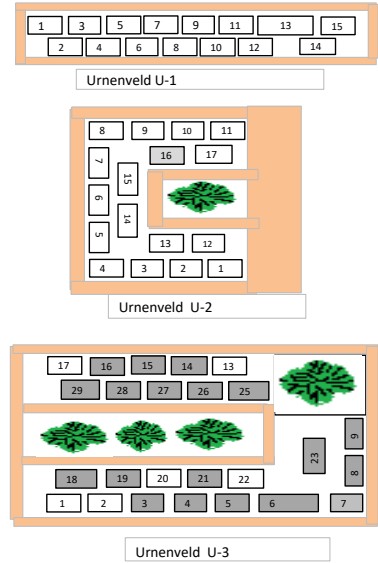 1 3 5 7 9 11 13 15
2 4 6 8 10 12 14
Urnenveld U-1
8 9 10 11
7 15 16 17
6
5 14 13 12
4 3 2 1
Urnenveld U-2
17 16 15 14 13
29 28 27 26 25
9
23 8
18 19 20 21 22
1 2 3 4 5 6 7
Urnenveld U-3